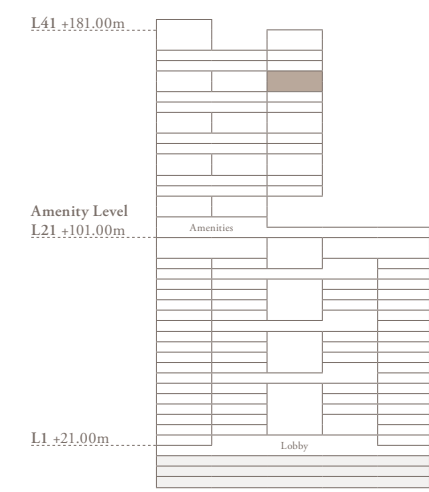 L41 +181.00m
Amenity Level
L21 +101.00m
Amenities
L1 +21.00m
Lobby